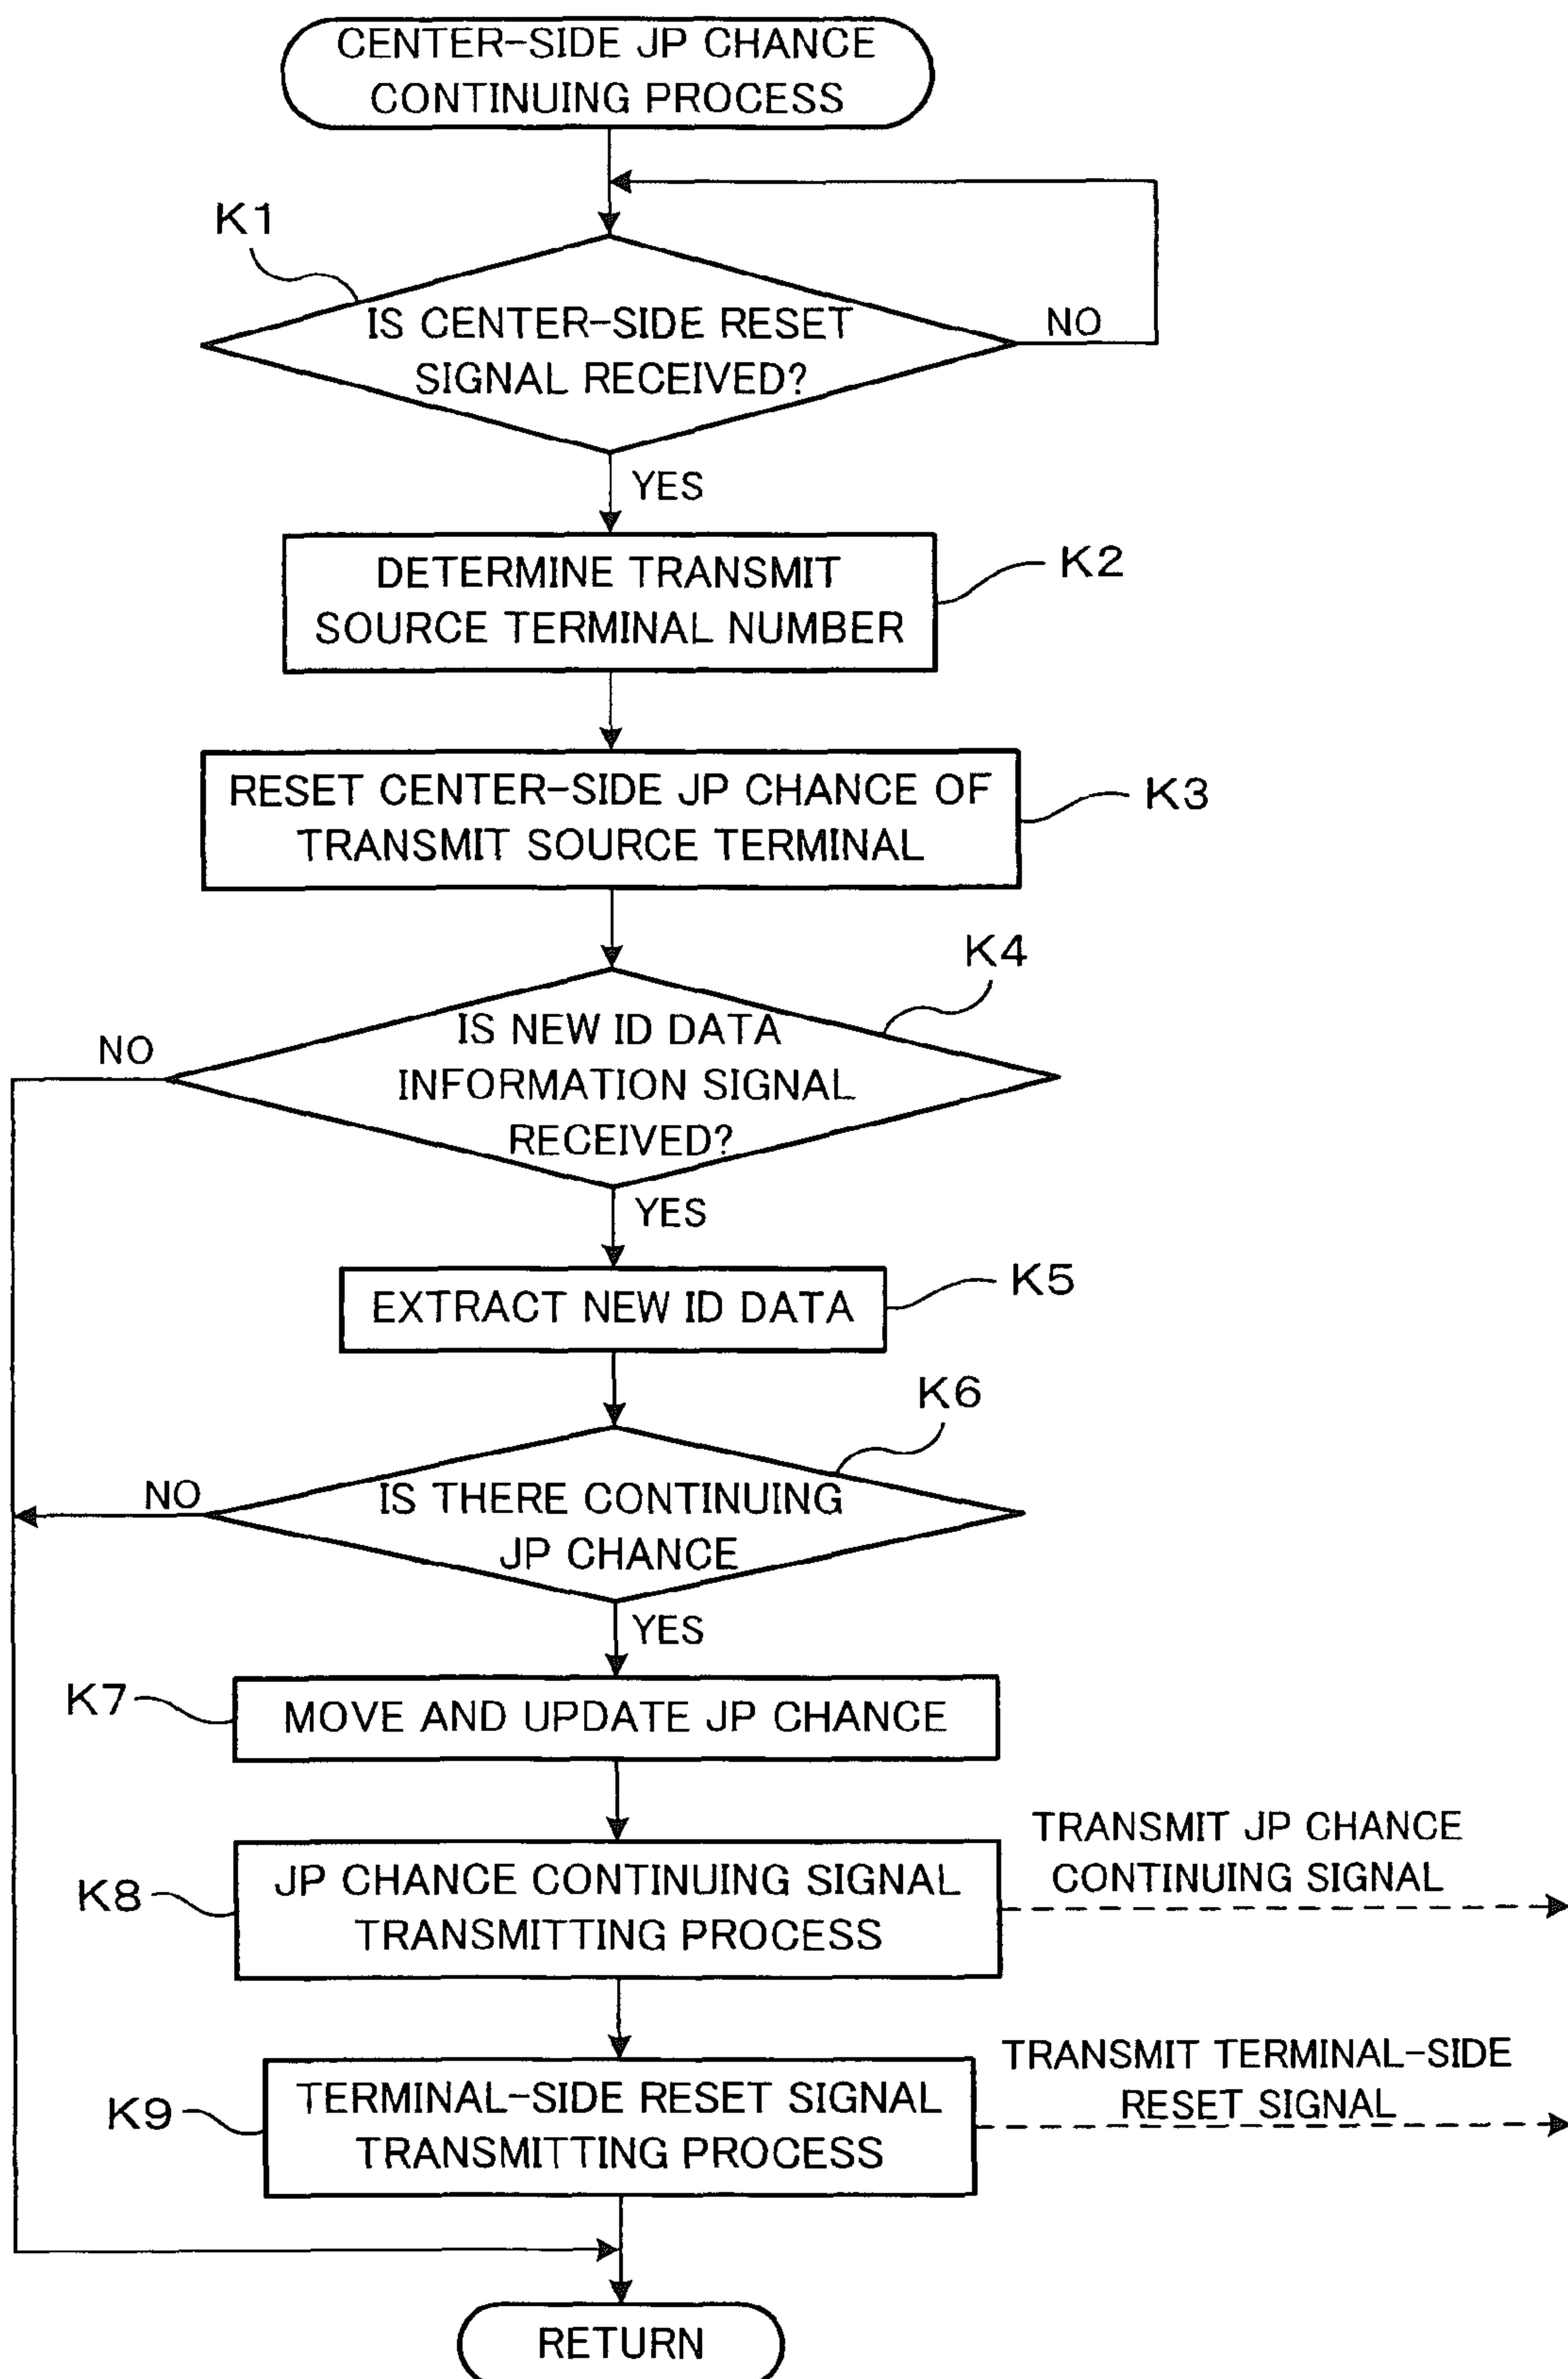 CENTER-SIDE JP CHANCE
CONTINUING PROCESS
K1
IS CENTER-SIDE RESET
SIGNAL RECEIVED?
NO
YES
DETERMINE TRANSMIT
SOURCE TERMINAL NUMBER
K2
RESET CENTER-SIDE JP CHANCE OF
TRANSMIT SOURCE TERMINAL
K3
K4
IS NEW ID DATA
INFORMATION SIGNAL
RECEIVED?
NO
YES
EXTRACT NEW ID DATA
K5
K6
IS THERE CONTINUING
JP CHANCE
NO
YES
K7
MOVE AND UPDATE JP CHANCE
K8
JP CHANCE CONTINUING SIGNAL
TRANSMITTING PROCESS
TRANSMIT JP CHANCE
CONTINUING SIGNAL
K9
TERMINAL-SIDE RESET SIGNAL
TRANSMITTING PROCESS
TRANSMIT TERMINAL-SIDE
RESET SIGNAL
RETURN